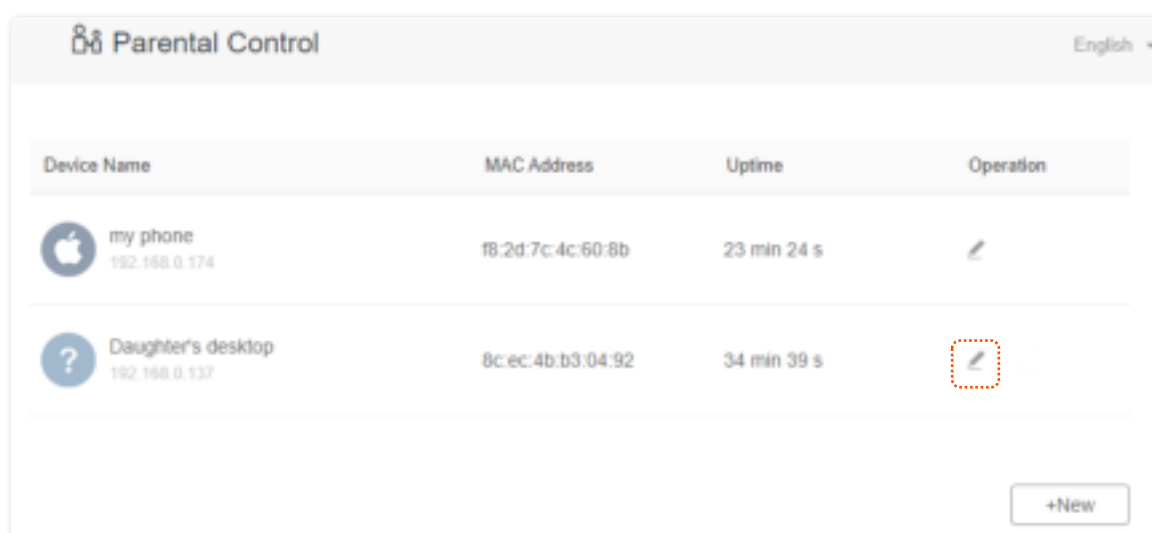 Parental Control
English
Device Name MAC Address Uptime Operation
my phone
192.168.0.174
f8:2d:7c:4c:60:8b 23 min 24 s
?
Daughter's desktop
192.168.0.137
8c:ec:4b:b3:04:92 34 min 39 s
+New